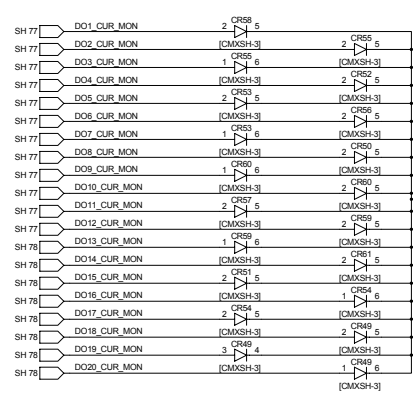 CR58
SH 77 DO1_CUR_MON 2 5
CR55
SH 77 DO2_CUR_MON [CMXSH-3] 2 5
CR55
SH 77 DO3_CUR_MON 1 6 [CMXSH-3]
CR52
SH 77 DO4_CUR_MON [CMXSH-3] 2 5
CR53
SH 77 DO5_CUR_MON 2 5 [CMXSH-3]
CR56
SH 77 DO6_CUR_MON [CMXSH-3] 2 5
CR53
SH 77 DO7_CUR_MON 1 6 [CMXSH-3]
CR50
SH 77 DO8_CUR_MON [CMXSH-3] 2 5
CR60
SH 77 DO9_CUR_MON 1 6 [CMXSH-3]
CR60
SH 77 DO10_CUR_MON [CMXSH-3] 2 5
CR57
SH 77 DO11_CUR_MON 2 5 [CMXSH-3]
CR59
SH 77 DO12_CUR_MON [CMXSH-3] 2 5
CR59
SH 78 DO13_CUR_MON 1 6 [CMXSH-3]
CR61
SH 78 DO14_CUR_MON [CMXSH-3] 2 5
CR51
SH 78 DO15_CUR_MON 2 5 [CMXSH-3]
CR54
SH 78 DO16_CUR_MON [CMXSH-3] 1 6
CR54
SH 78 DO17_CUR_MON 2 5 [CMXSH-3]
CR49
SH 78 DO18_CUR_MON [CMXSH-3] 2 5
CR49
SH 78 DO19_CUR_MON 3 4 [CMXSH-3]
CR49
SH 78 DO20_CUR_MON [CMXSH-3] 1 6
[CMXSH-3]